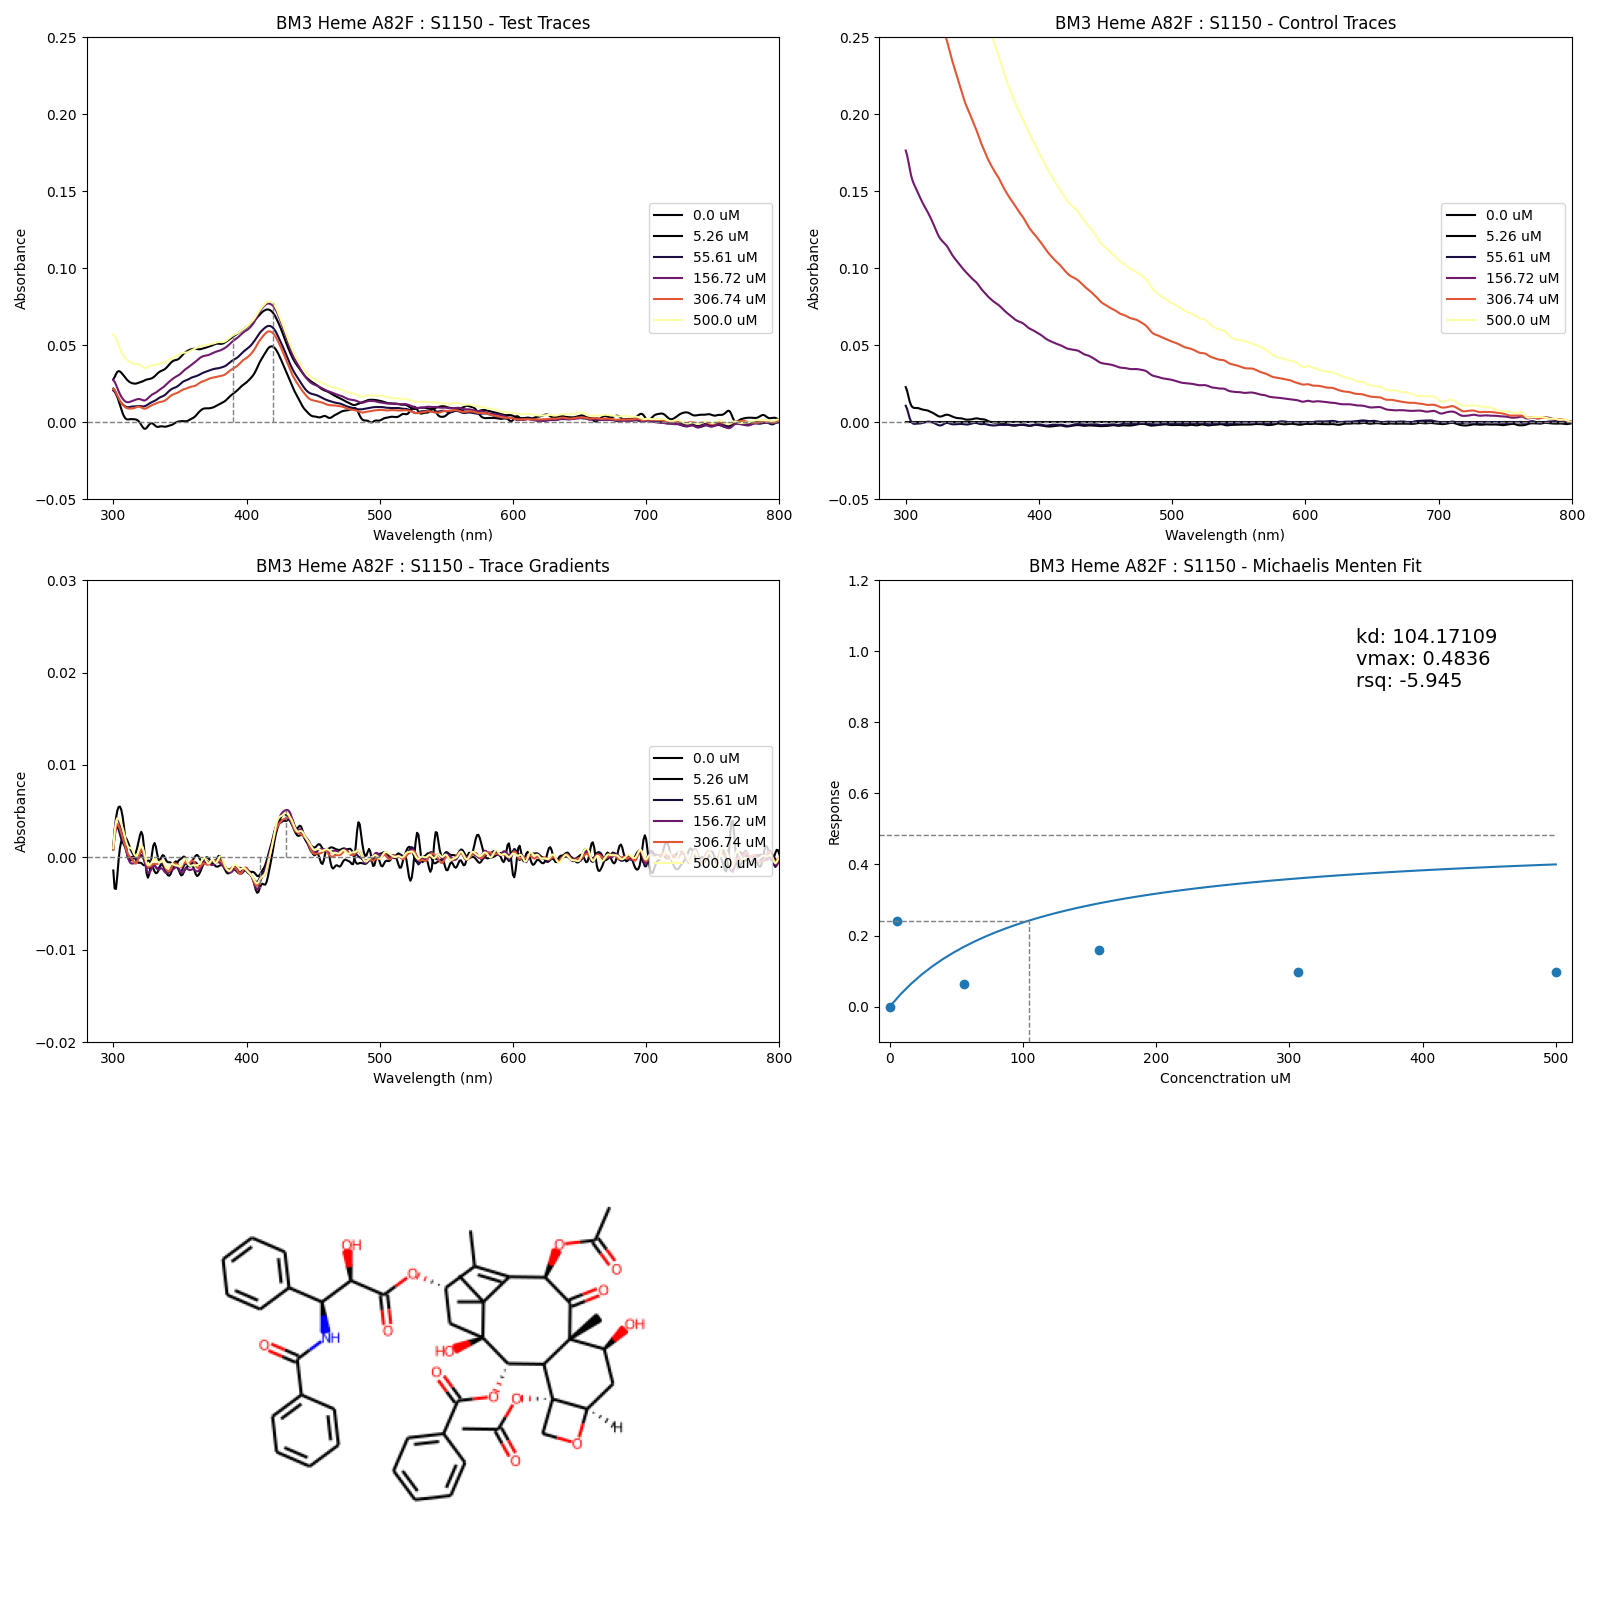 BM3 Heme A82F : S1150 - Test Traces
Absorbance
0.25
0.20
0.15
0.10
0.05
0.00
−0.05
300 400 500 600 700 800
Wavelength (nm)
0.0 uM
5.26 uM
55.61 uM
156.72 uM
306.74 uM
500.0 uM
BM3 Heme A82F : S1150 - Control Traces
Absorbance
0.25
0.20
0.15
0.10
0.05
0.00
−0.05
300 400 500 600 700 800
Wavelength (nm)
0.0 uM
5.26 uM
55.61 uM
156.72 uM
306.74 uM
500.0 uM
BM3 Heme A82F : S1150 - Trace Gradients
Absorbance
0.03
0.02
0.01
0.00
−0.01
−0.02
300 400 500 600 700 800
Wavelength (nm)
0.0 uM
5.26 uM
55.61 uM
156.72 uM
306.74 uM
500.0 uM
BM3 Heme A82F : S1150 - Michaelis Menten Fit
Response
1.2
1.0
0.8
0.6
0.4
0.2
0.0
0 100 200 300 400 500
Concenctration uM
kd: 104.17109
vmax: 0.4836
rsq: -5.945
OH
O
O
NH
O
O
O
O
OH
HO
O
O
O
O
O
H